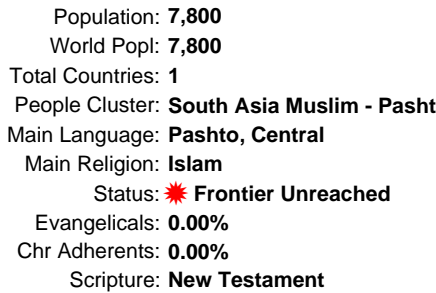 Population: 7,800
World Popl: 7,800
Total Countries: 1
People Cluster: South Asia Muslim - Pasht
Main Language: Pashto, Central
Main Religion: Islam
Status: Frontier Unreached
Evangelicals: 0.00%
Chr Adherents: 0.00%
Scripture: New Testament